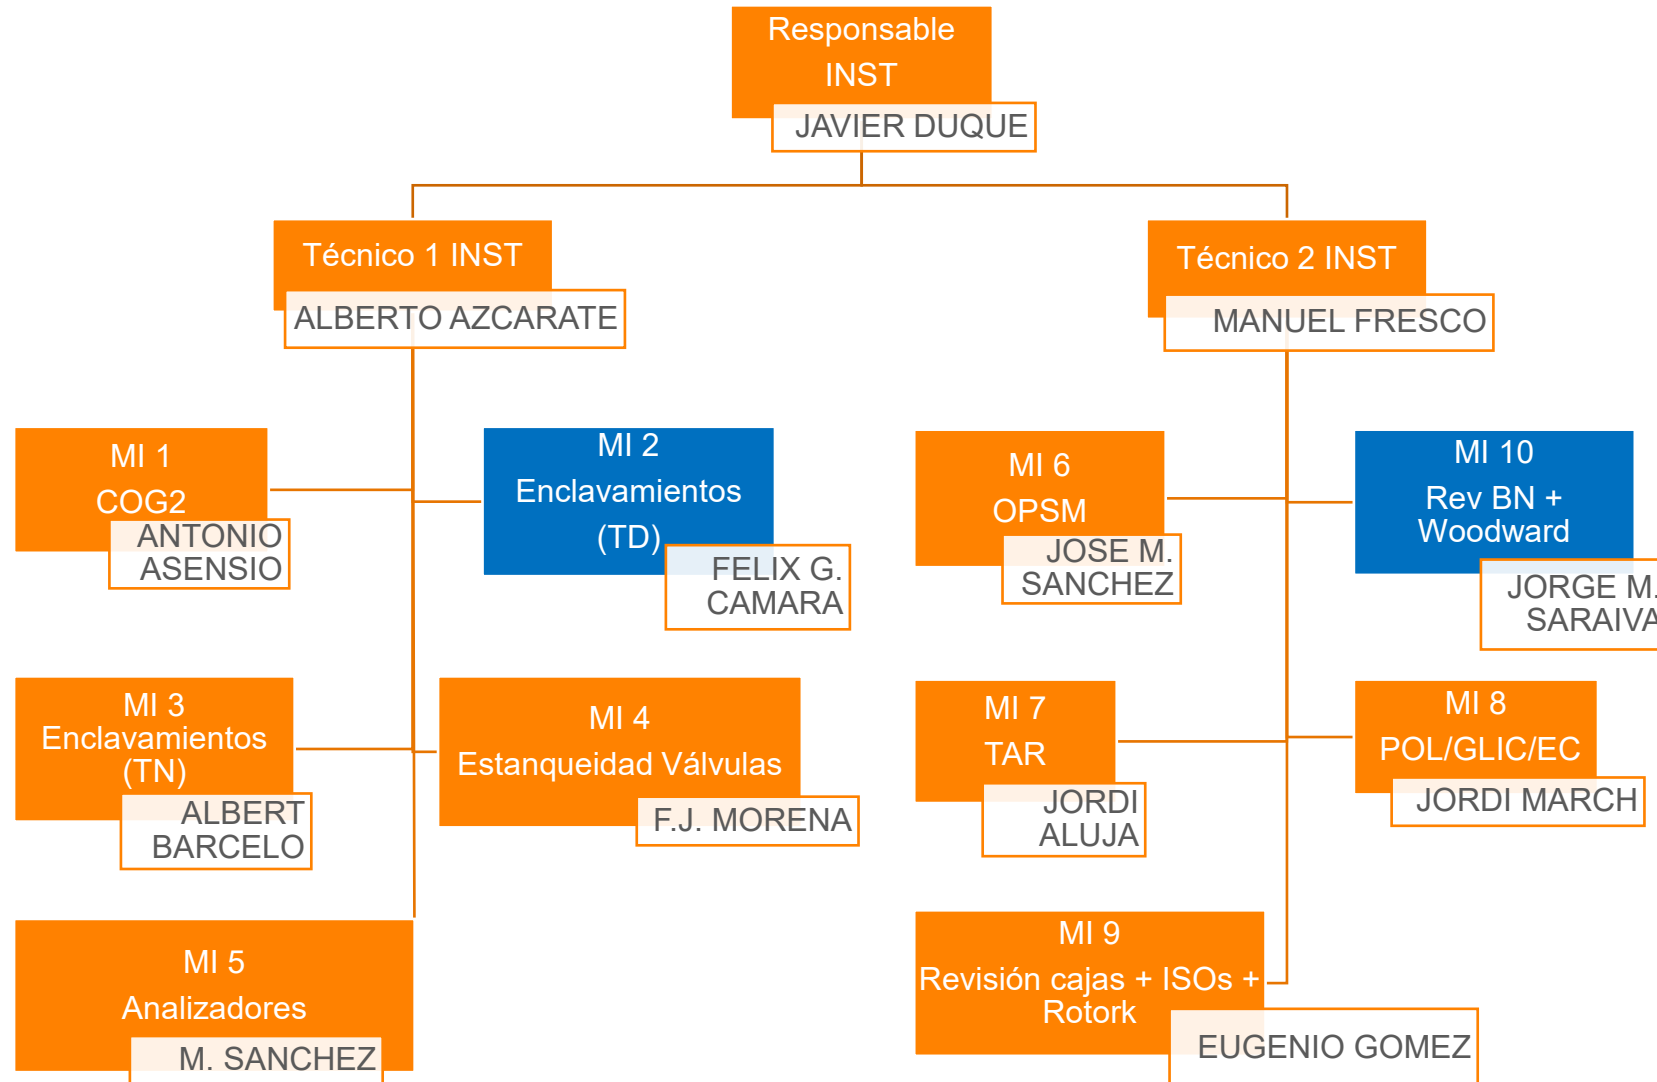 Responsable
INST
JAVIER DUQUE
Técnico 1 INST
ALBERTO AZCARATE
Técnico 2 INST
MANUEL FRESCO
MI 1
COG2
ANTONIO
ASENSIO
MI 2
Enclavamientos
(TD)
FELIX G.
CAMARA
MI 6
OPSM
JOSE M.
SANCHEZ
MI 10
Rev BN +
Woodward
JORGE M.
SARAIVA
MI 3
Enclavamientos
(TN)
ALBERT
BARCELO
MI 4
Estanqueidad Válvulas
F.J. MORENA
MI 7
TAR
JORDI
ALUJA
MI 8
POL/GLIC/EC
JORDI MARCH
MI 5
Analizadores
M. SANCHEZ
MI 9
Revisión cajas + ISOs +
Rotork
EUGENIO GOMEZ